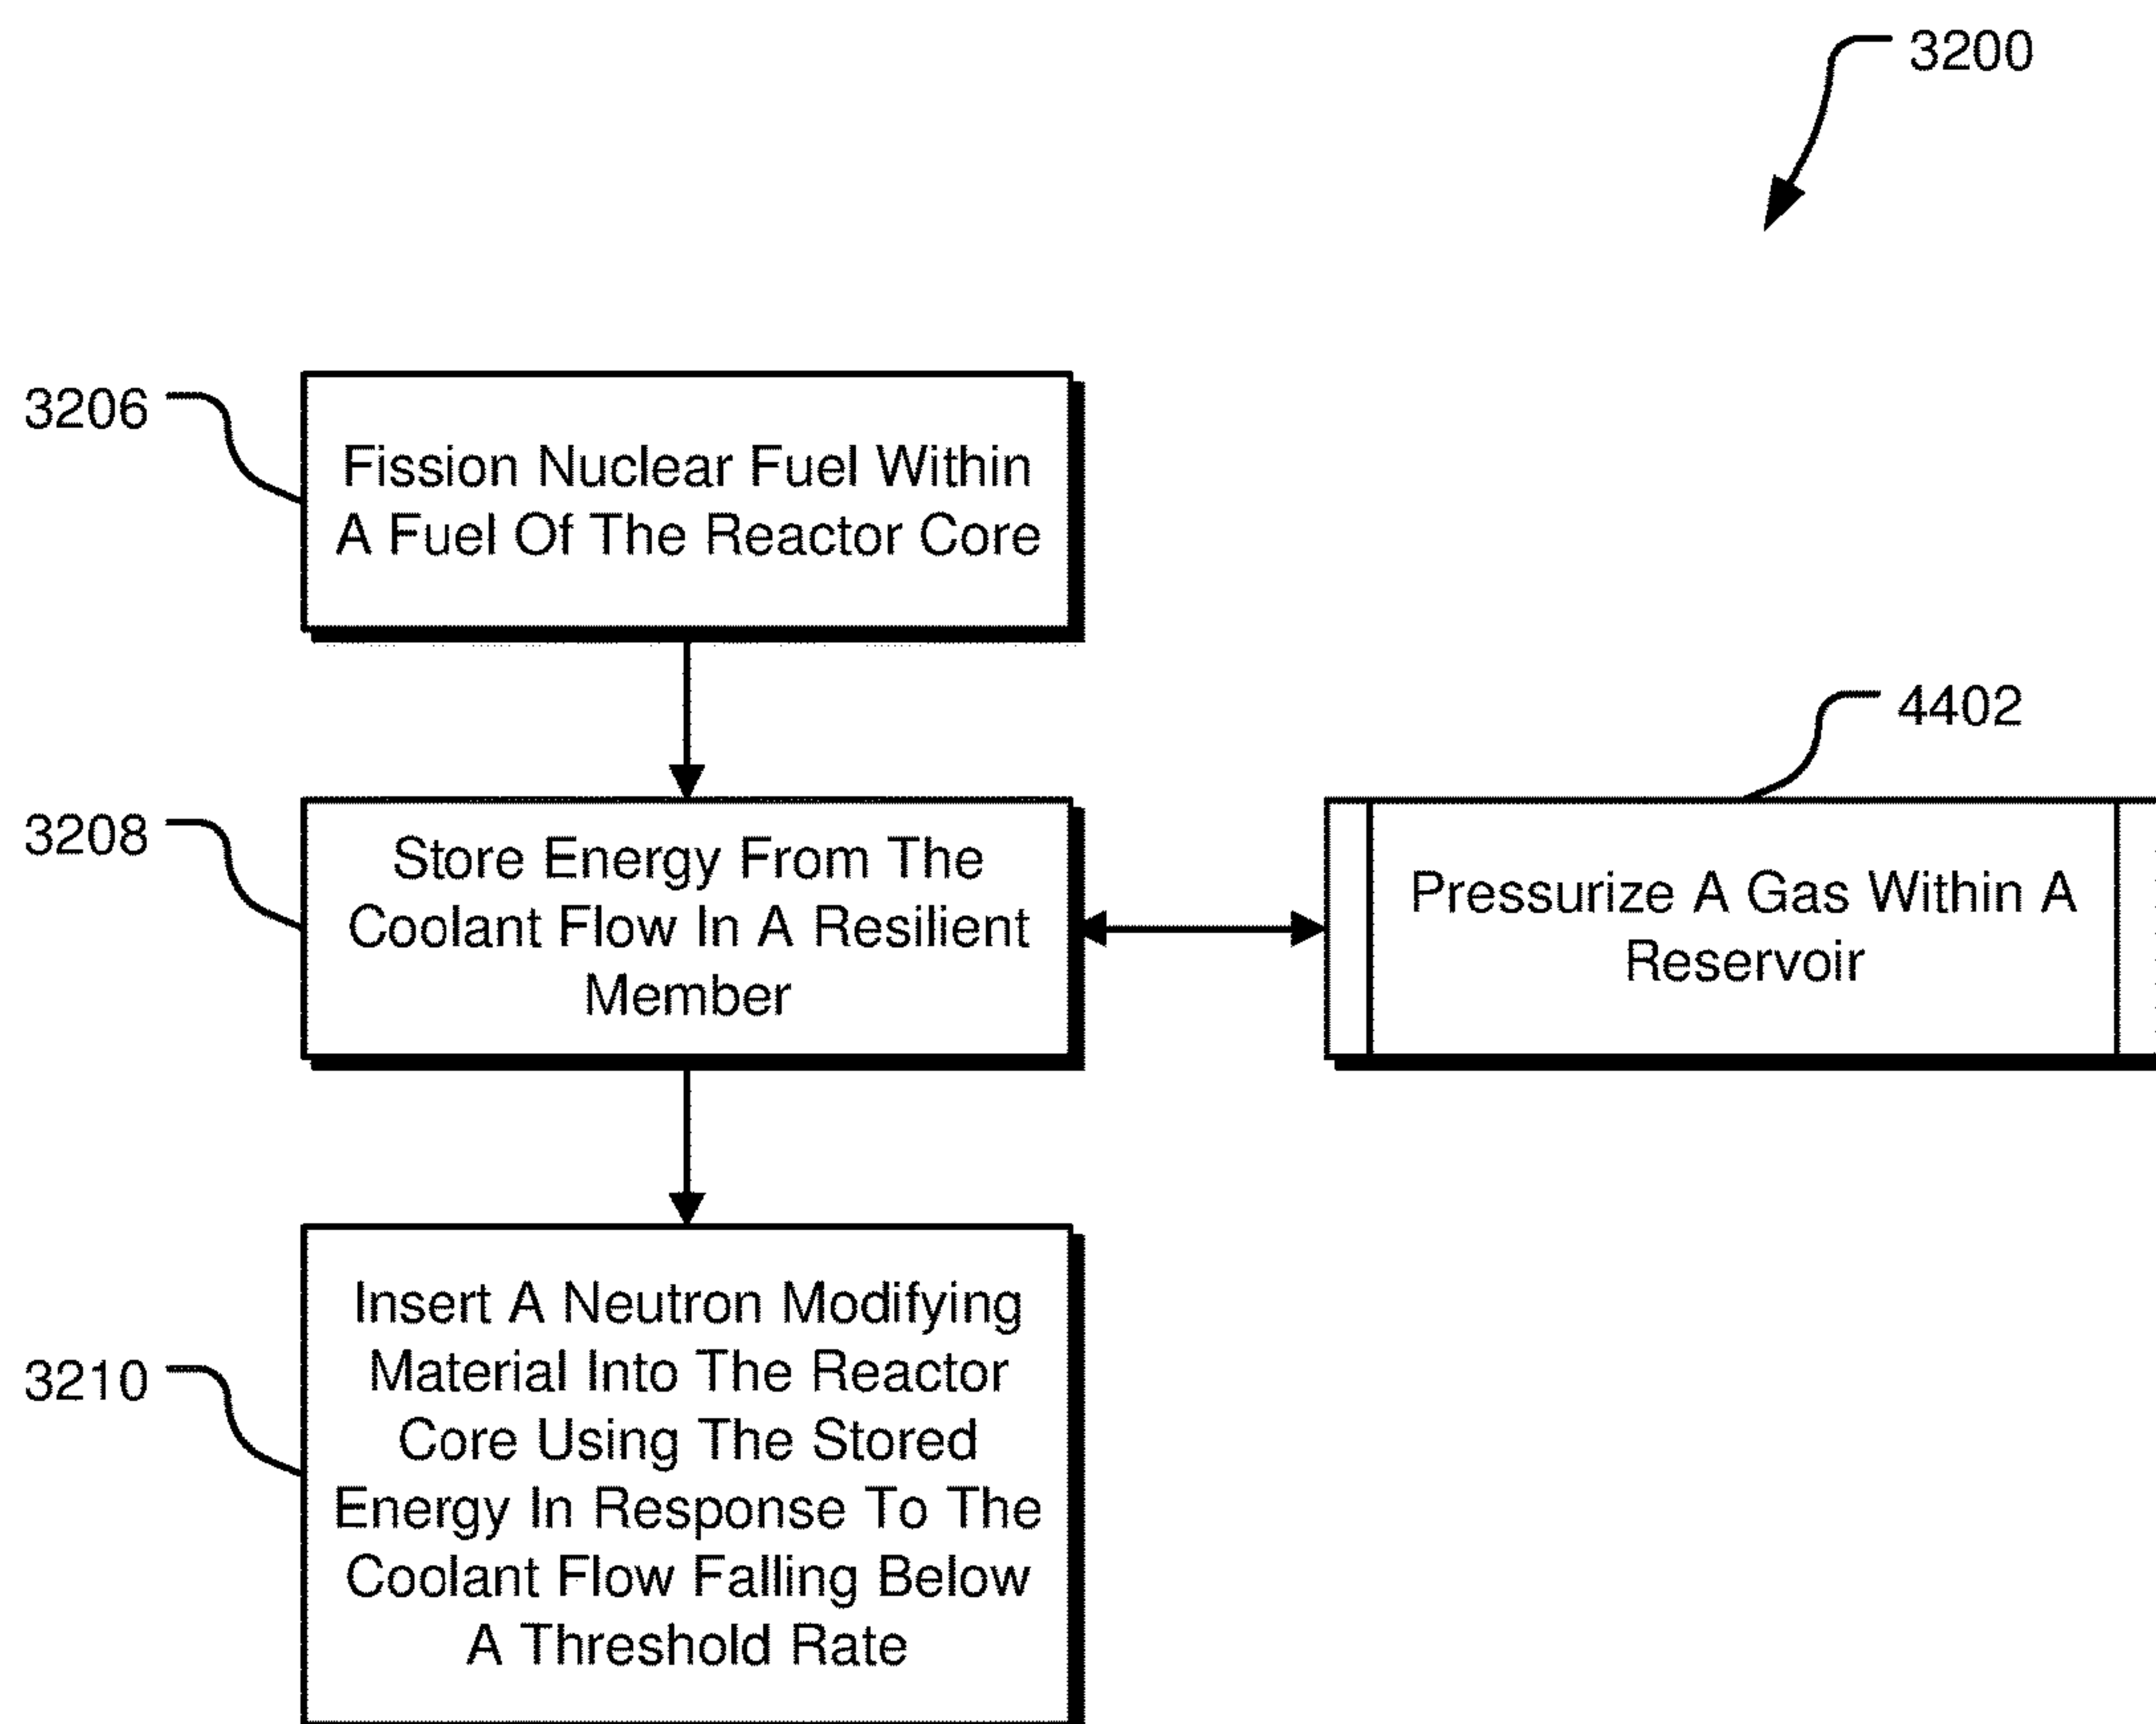 3200
3206
Fission Nuclear Fuel Within
A Fuel Of The Reactor Core
4402
3208
Store Energy From The
Coolant Flow In A Resilient
Member
Pressurize A Gas Within A
Reservoir
3210
Insert A Neutron Modifying
Material Into The Reactor
Core Using The Stored
Energy In Response To The
Coolant Flow Falling Below
A Threshold Rate